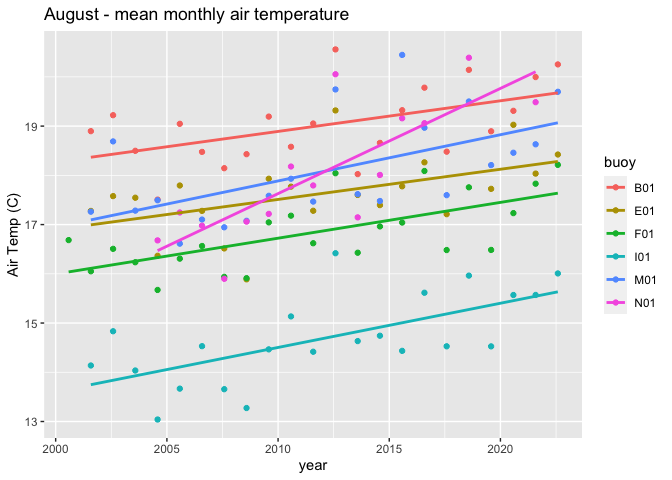 August - mean monthly air temperature
Air Temp (C)
19
17
15
13
2000
2005
2010
2015
2020
year
buoy
B01
E01
F01
I01
M01
N01